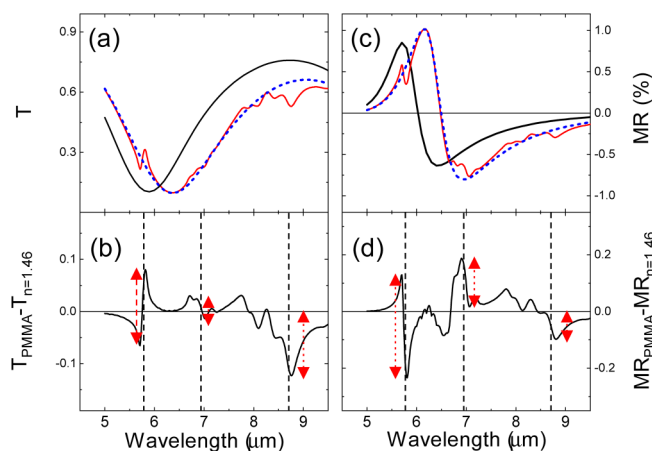 (a)
(c)
0.9
0.6
0.3
T
1.0
0.5
0.0
-0.5
-1.0
MR (%)
(b)
(d)
0.1
0.0
-0.1
T_PMMA-T_n=1.46
0.2
0.0
-0.2
MR_PMMA-MR_n=1.46
5 6 7 8 9
5 6 7 8 9
Wavelength (μm)
Wavelength (μm)